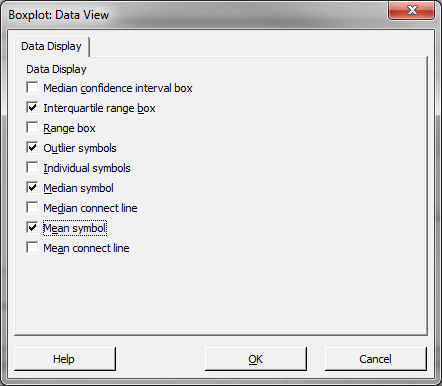 Boxplot: Data View
Data Display
Data Display
Median confidence interval box
Interquartile range box
Range box
Outlier symbols
Individual symbols
Median symbol
Median connect line
Mean symbol
Mean connect line
Help OK Cancel